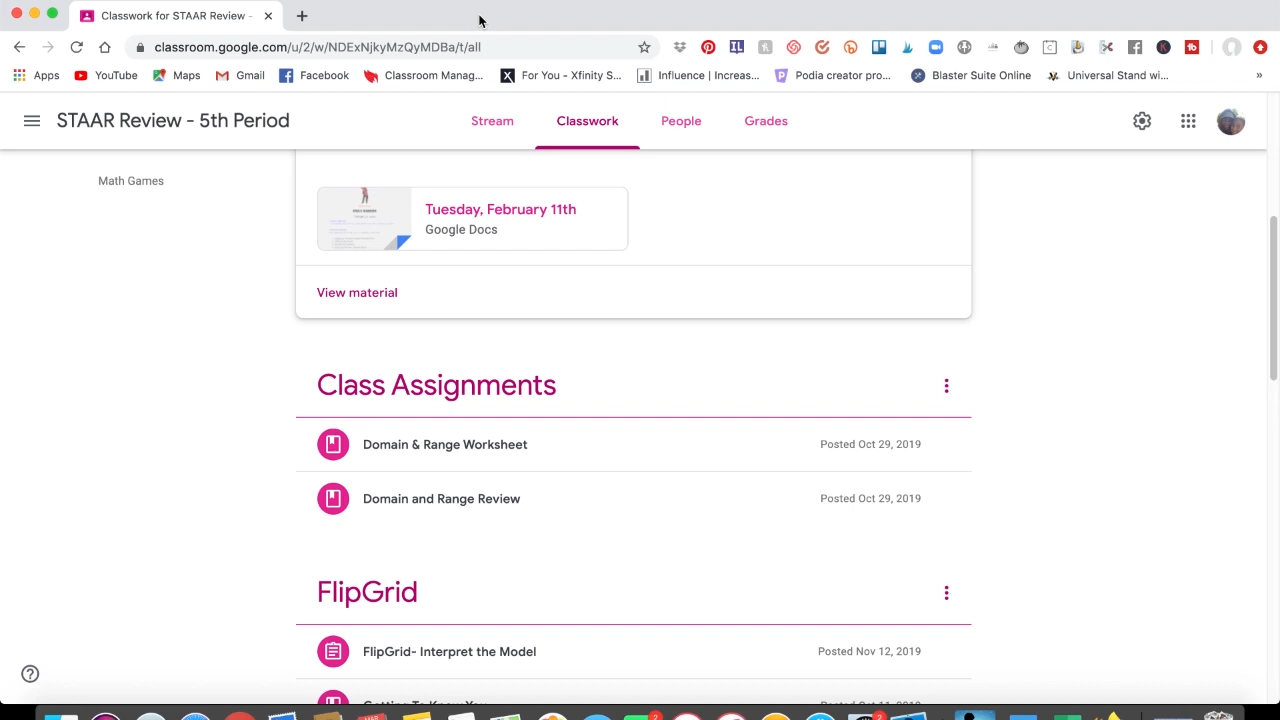 Classwork for STAAR Review -
classroom.google.com/u/2/w/NDExNjkyMzQyMDBa/t/all
Apps YouTube Maps Gmail Facebook Classroom Manag... For You - Xfinity S... Influence | Increas... Podia creator pro... Blaster Suite Online Universal Stand wi... »
STAAR Review - 5th Period Stream Classwork People Grades
Math Games
Tuesday, February 11th
Google Docs
View material
Class Assignments
Domain & Range Worksheet Posted Oct 29, 2019
Domain and Range Review Posted Oct 29, 2019
FlipGrid
FlipGrid- Interpret the Model Posted Nov 12, 2019